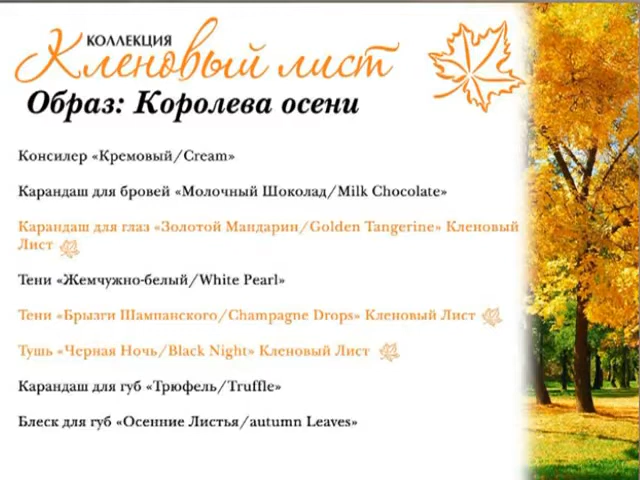 КОЛЛЕКЦИЯ
Кленовый лист
Образ: Королева осени
Консилер «Кремовый/Cream»
Карандаш для бровей «Молочный Шоколад/Milk Chocolate»
Карандаш для глаз «Золотой Мандарин/Golden Tangerine» Кленовый
Лист
Тени «Жемчужно-белый/White Pearl»
Тени «Брызги Шампанского/Champagne Drops» Кленовый Лист
Тушь «Черная Ночь/Black Night» Кленовый Лист
Карандаш для губ «Трюфель/Truffle»
Блеск для губ «Осенние Листья/autumn Leaves»